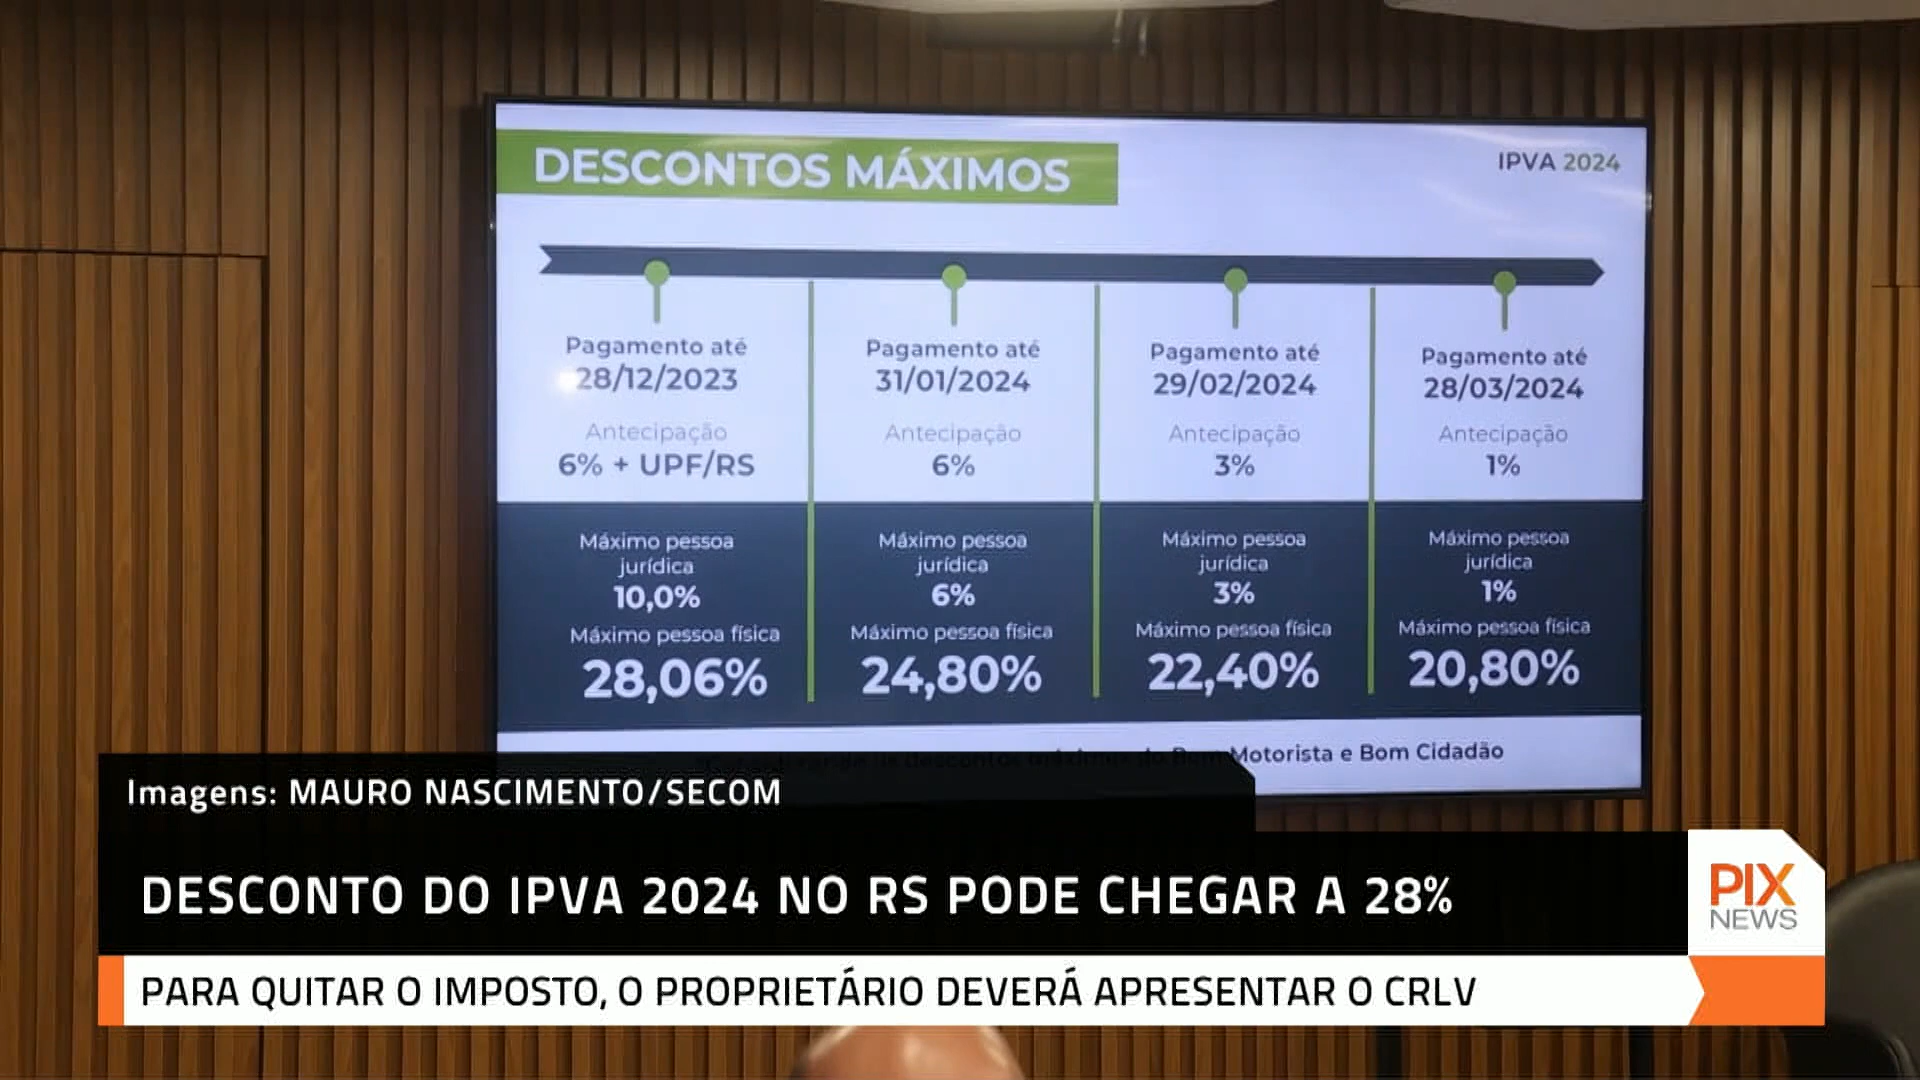 DESCONTOS MÁXIMOS
IPVA 2024
Pagamento até
28/12/2023
Antecipação
6% + UPF/RS
Máximo pessoa
jurídica
10,0%
Máximo pessoa física
28,06%
Pagamento até
31/01/2024
Antecipação
6%
Máximo pessoa
jurídica
6%
Máximo pessoa física
24,80%
Pagamento até
29/02/2024
Antecipação
3%
Máximo pessoa
jurídica
3%
Máximo pessoa física
22,40%
Pagamento até
28/03/2024
Antecipação
1%
Máximo pessoa
jurídica
1%
Máximo pessoa física
20,80%
descontos máximos do Bom Motorista e Bom Cidadão
Imagens: MAURO NASCIMENTO/SECOM
DESCONTO DO IPVA 2024 NO RS PODE CHEGAR A 28%
PIX
NEWS
PARA QUITAR O IMPOSTO, O PROPRIETÁRIO DEVERÁ APRESENTAR O CRLV